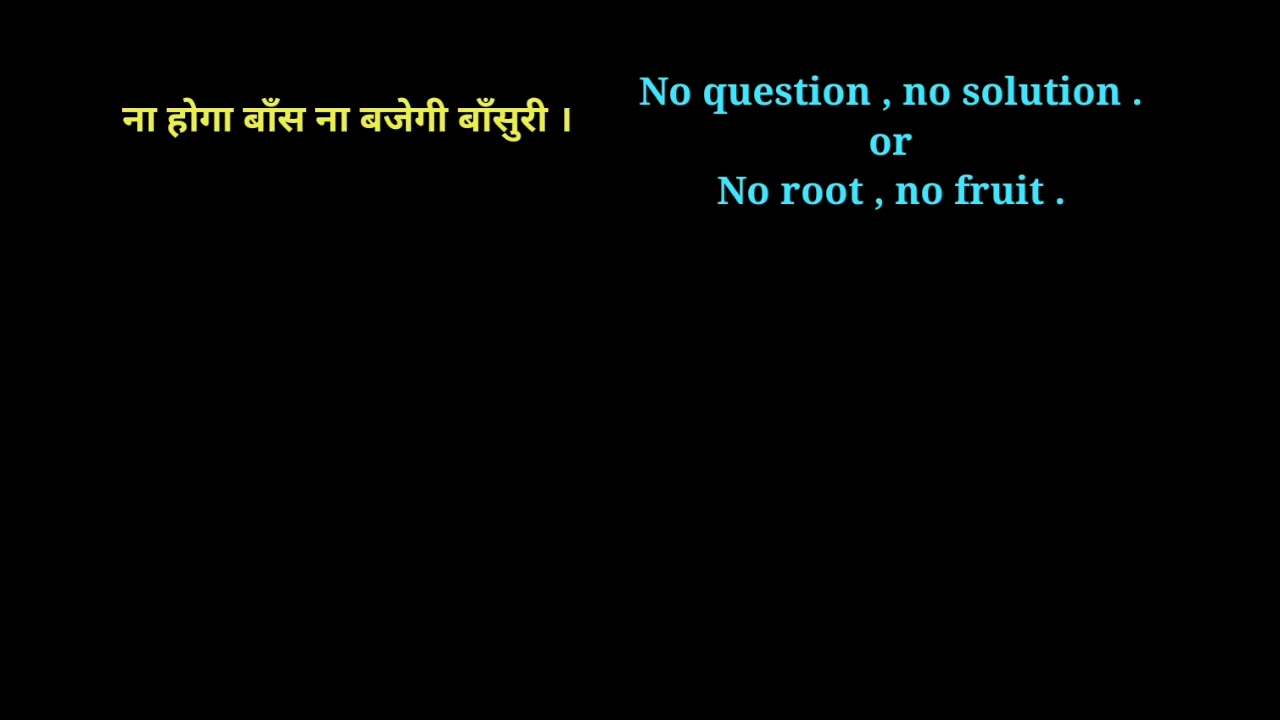 ना होगा बाँस ना बजेगी बाँसुरी ।
No question , no solution .
or
No root , no fruit .